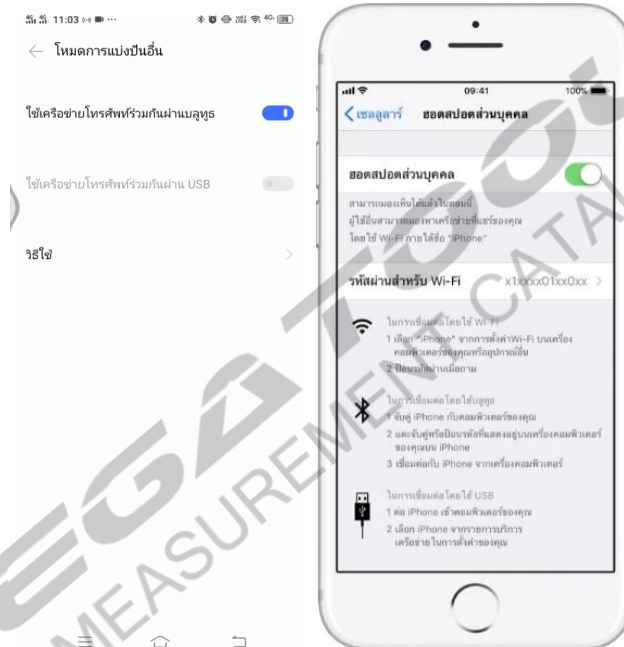 11:03
โหมดการแบ่งปันอื่น
ใช้เครือข่ายโทรศัพท์ร่วมกันผ่านบลูทูธ
ใช้เครือข่ายโทรศัพท์ร่วมกันผ่าน USB
วิธีใช้
09:41
100%
เซลลูลาร์ ฮอตสปอตส่วนบุคคล
ฮอตสปอตส่วนบุคคล
สามารถมองเห็นได้แล้วในตอนนี้
ผู้ใช้อื่นสามารถมองหาเครือข่ายที่แชร์ของคุณ
โดยใช้ Wi-Fi ภายใต้ชื่อ "iPhone"
รหัสผ่านสำหรับ Wi-Fi x1xxxx01xx0xx
ในการเชื่อมต่อโดยใช้ Wi-Fi
1 เลือก "iPhone" จากการตั้งค่าWi-Fi บนเครื่อง
คอมพิวเตอร์ของคุณหรืออุปกรณ์อื่น
2 ป้อนรหัสผ่านเมื่อถาม
ในการเชื่อมต่อโดยใช้บลูทูธ
1 จับคู่ iPhone กับคอมพิวเตอร์ของคุณ
2 แตะจับคู่หรือป้อนรหัสที่แสดงอยู่บนเครื่องคอมพิวเตอร์
ของคุณบน iPhone
3 เชื่อมต่อกับ iPhone จากเครื่องคอมพิวเตอร์
ในการเชื่อมต่อโดยใช้ USB
1 ต่อ iPhone เข้าคอมพิวเตอร์ของคุณ
2 เลือก iPhone จากรายการบริการ
เครือข่ายในการตั้งค่าของคุณ
EGATOOL
MEASUREMENT CATAL